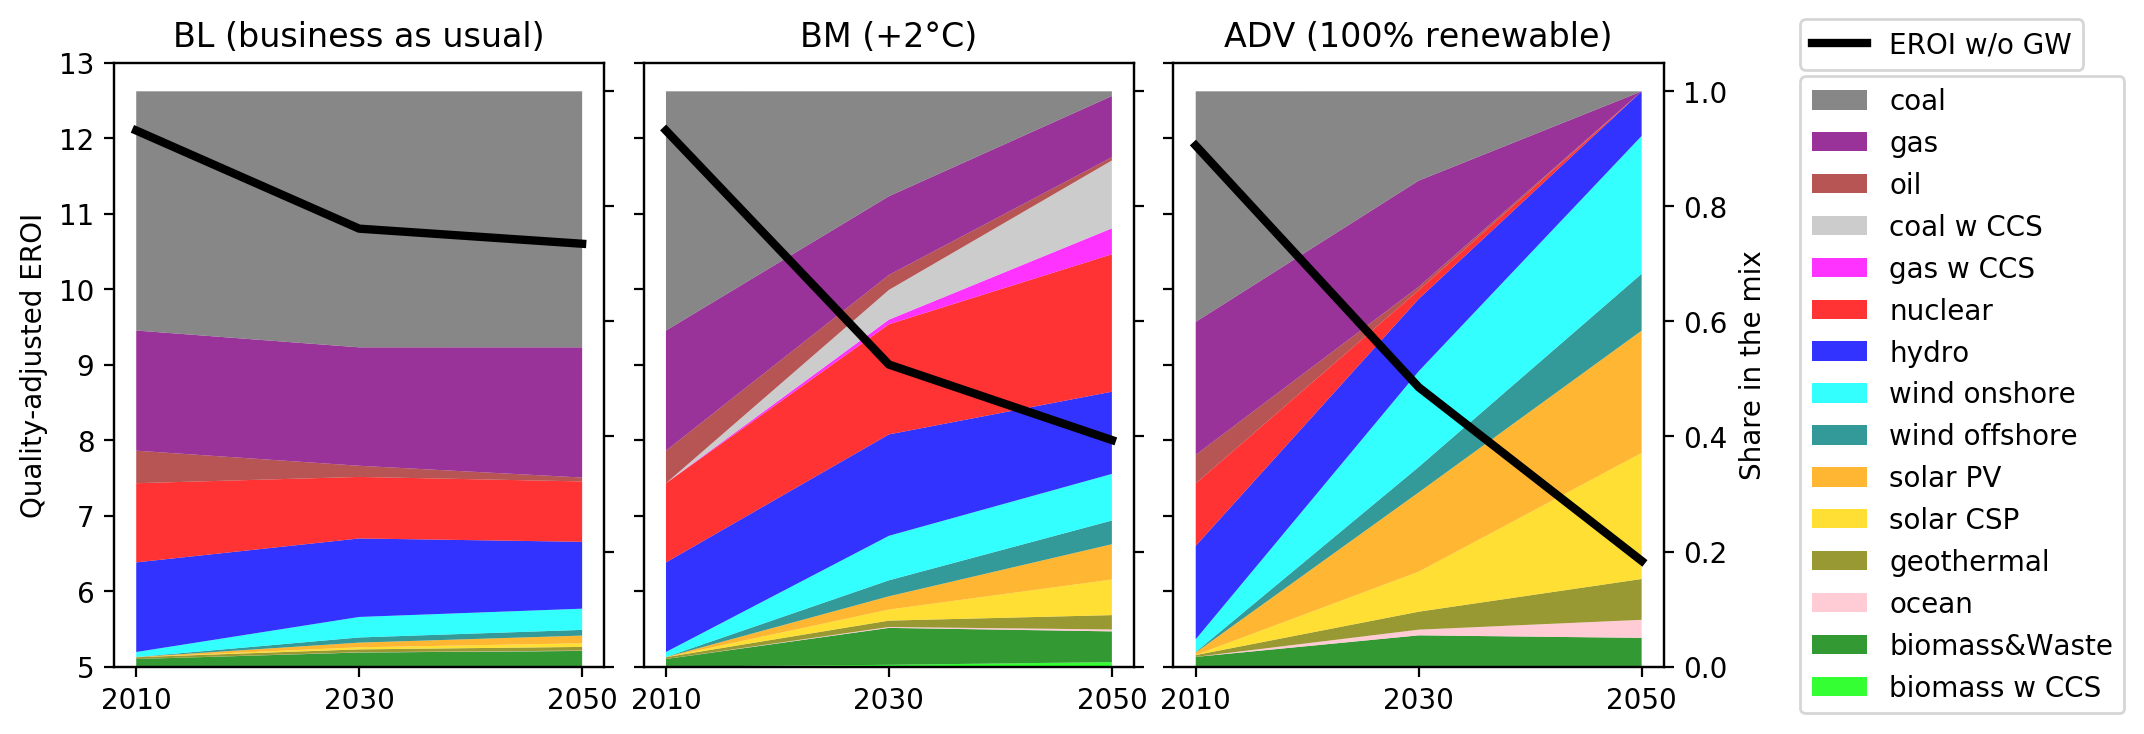 BL (business as usual)
BM (+2°C)
ADV (100% renewable)
Quality-adjusted EROI
13
12
11
10
9
8
7
6
5
2010
2030
2050
2010
2030
2050
2010
2030
2050
1.0
0.8
0.6
0.4
0.2
0.0
Share in the mix
EROI w/o GW
coal
gas
oil
coal w CCS
gas w CCS
nuclear
hydro
wind onshore
wind offshore
solar PV
solar CSP
geothermal
ocean
biomass&Waste
biomass w CCS